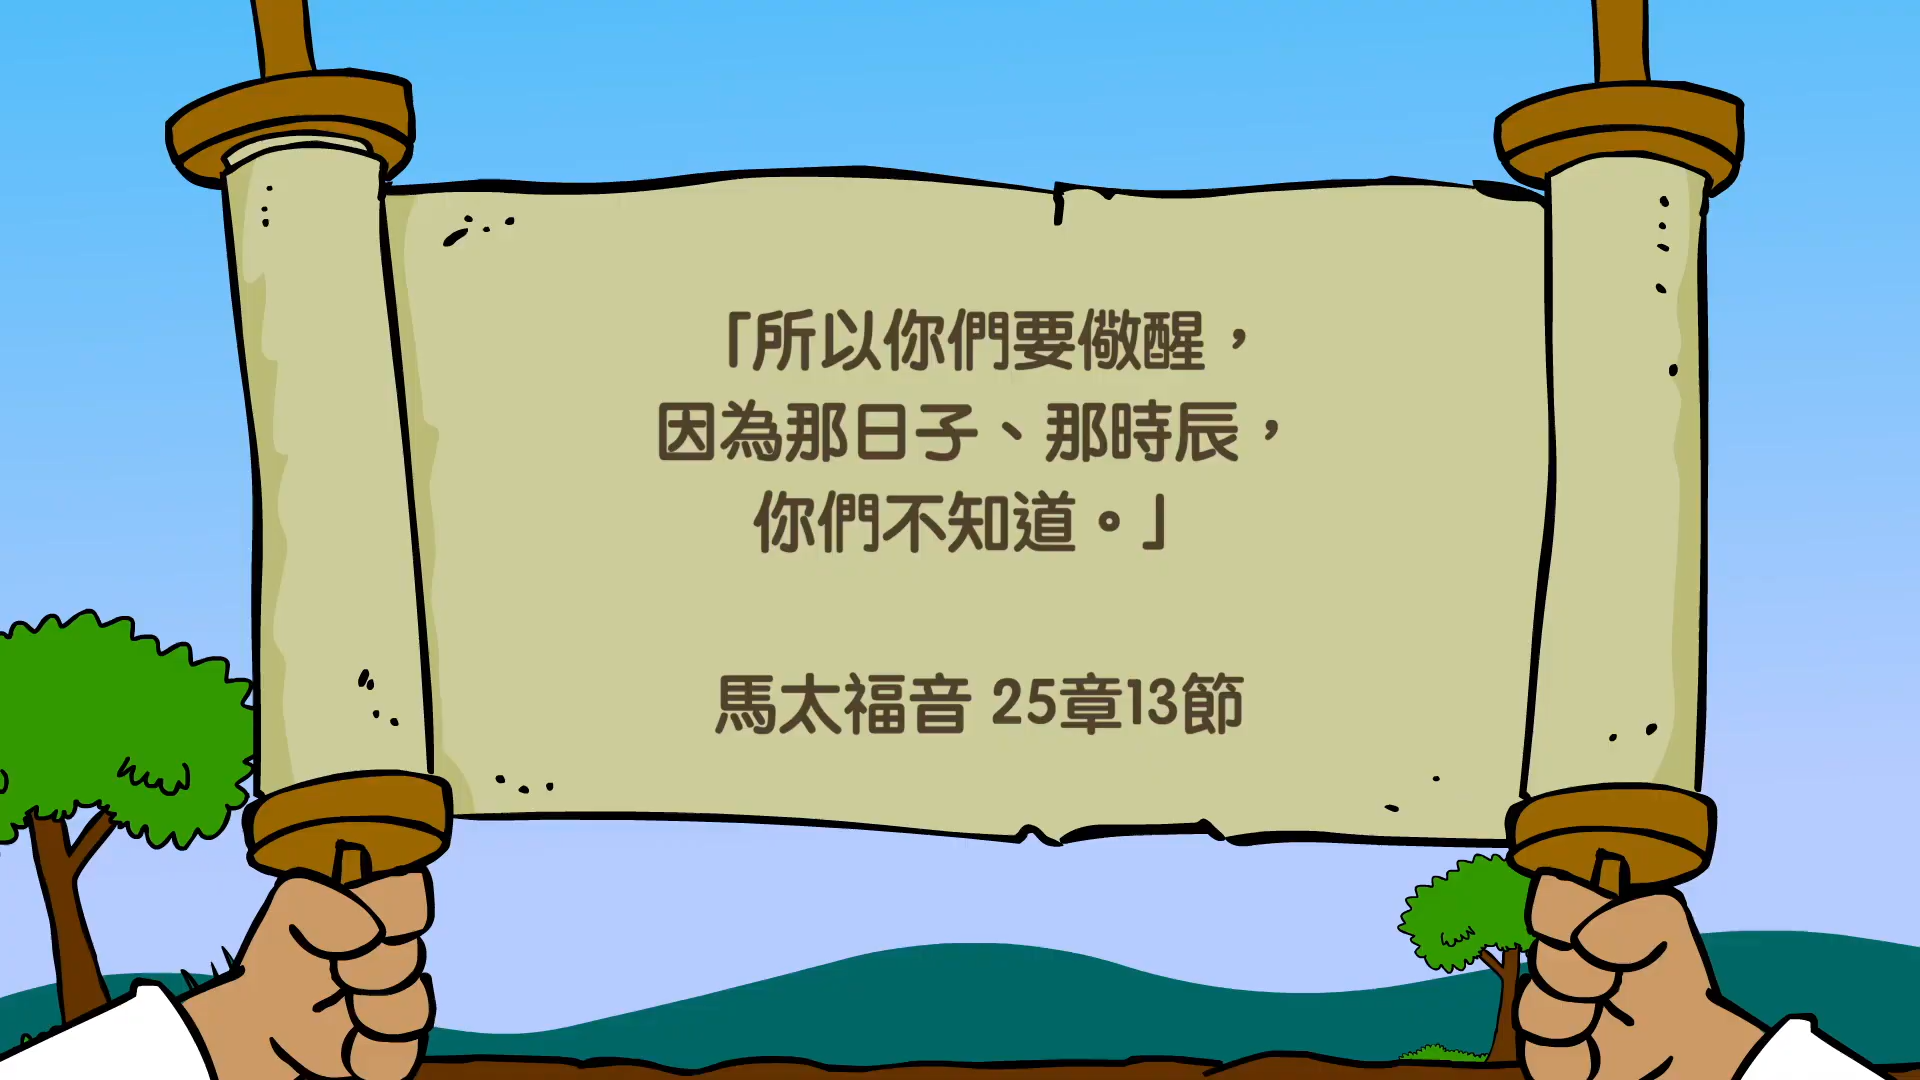 「所以你們要儆醒，
因為那日子、那時辰，
你們不知道。」
馬太福音 25章13節